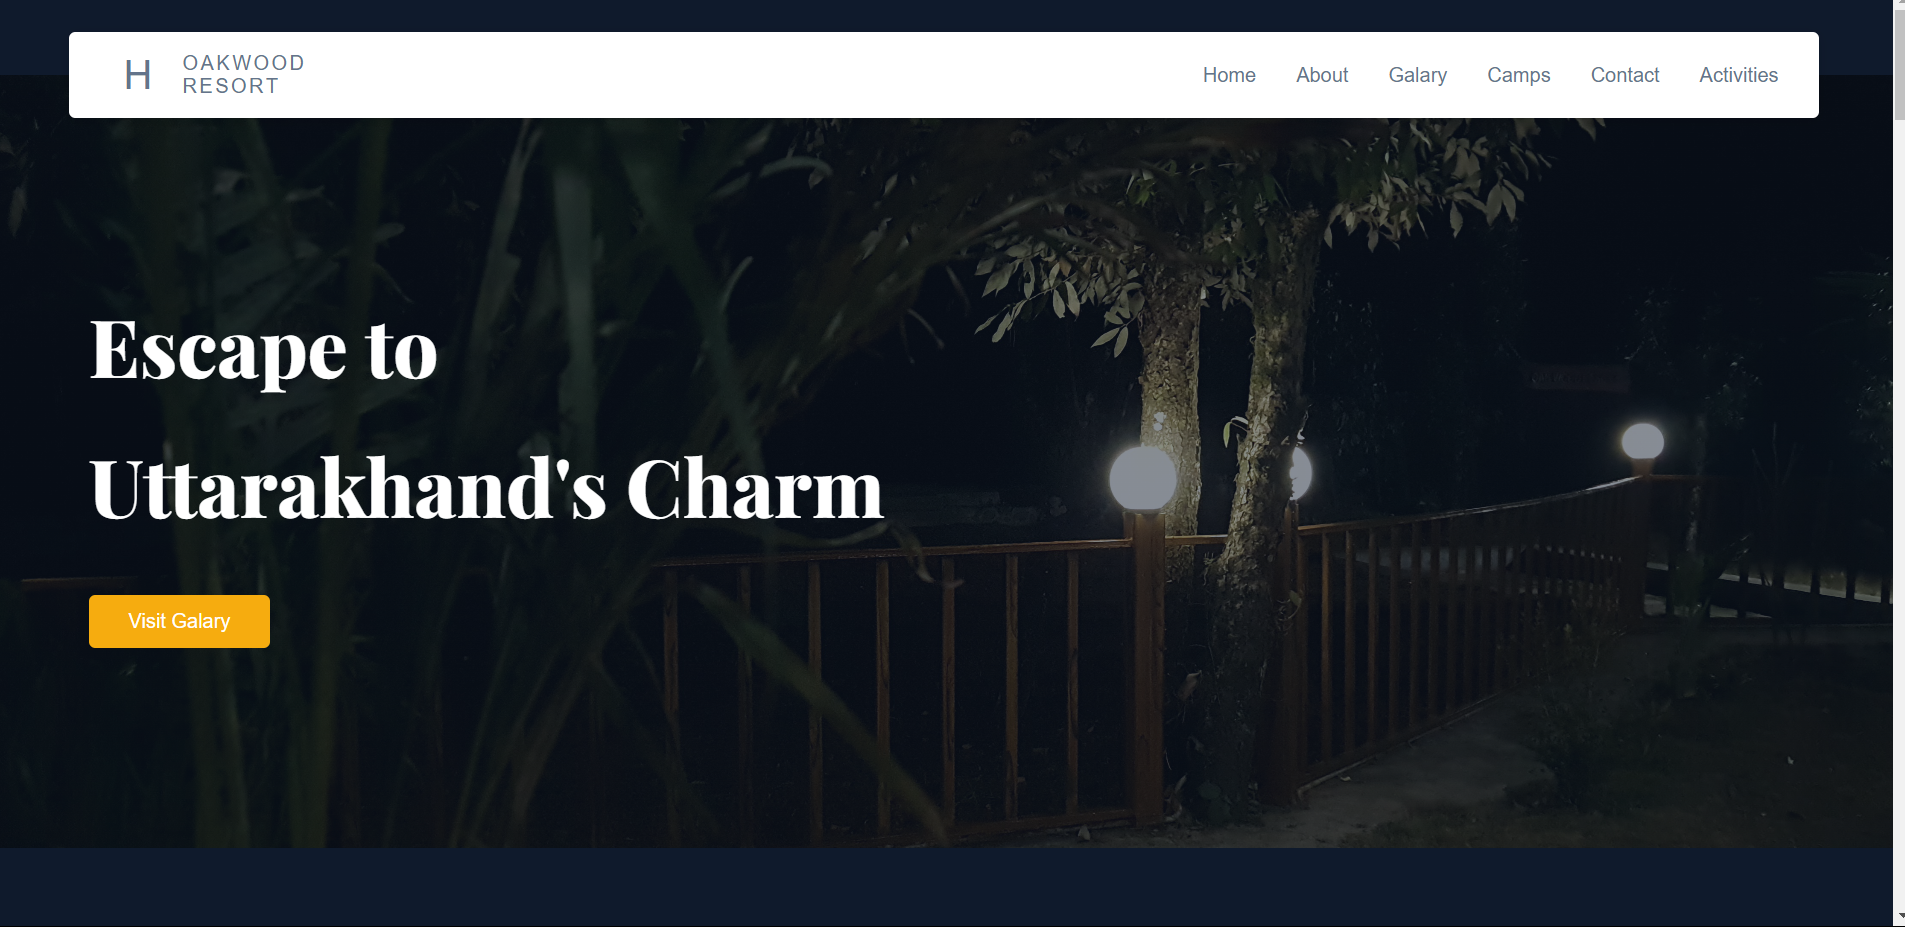 H
OAKWOOD
RESORT
Home About Galary Camps Contact Activities
Escape to
Uttarakhand's Charm
Visit Galary